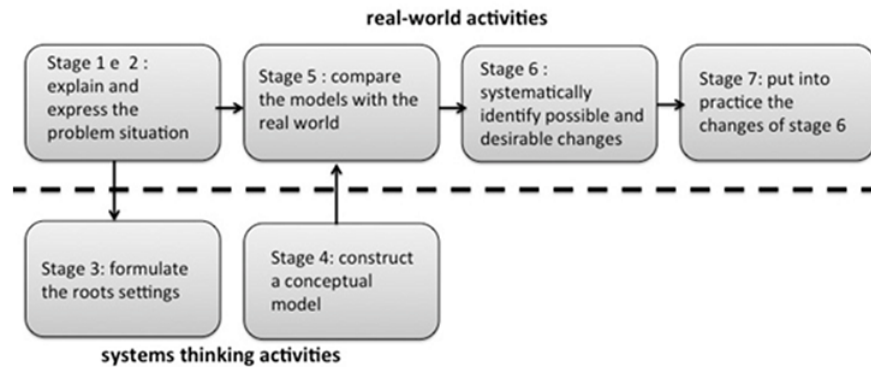 real-world activities
Stage 1 e 2 :
explain and
express the
problem situation
Stage 5 : compare
the models with the
real world
Stage 6 :
systematically
identify possible and
desirable changes
Stage 7: put into
practice the
changes of stage 6
Stage 3: formulate
the roots settings
Stage 4: construct
a conceptual
model
systems thinking activities